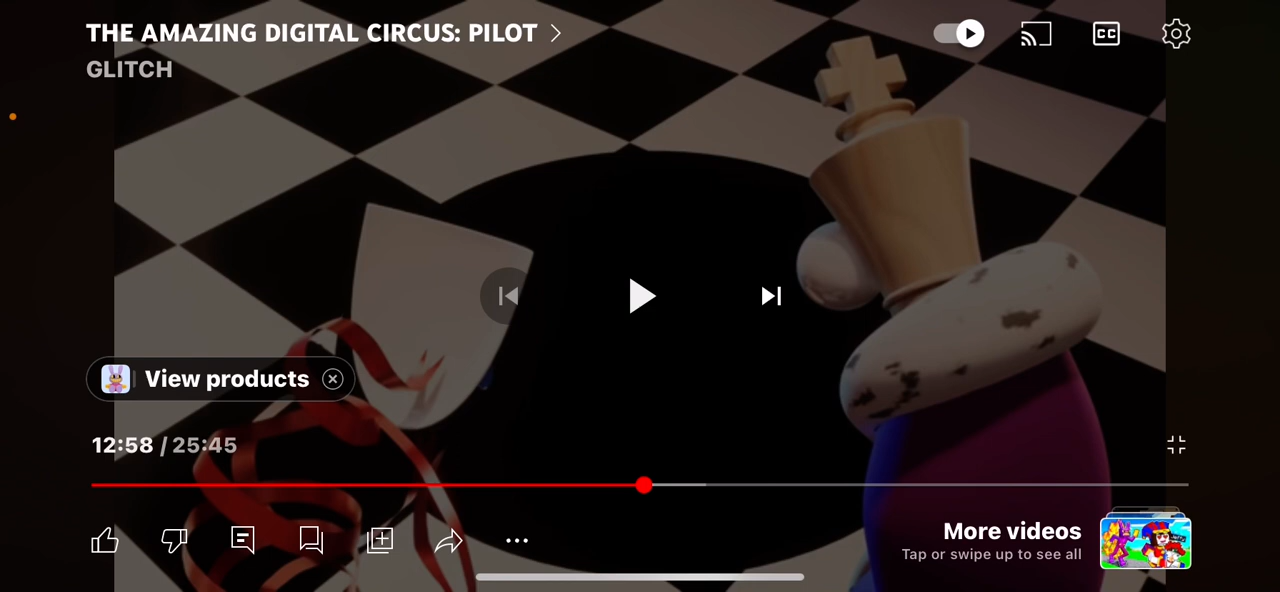 THE AMAZING DIGITAL CIRCUS: PILOT
GLITCH
CC
View products
12:58 / 25:45
More videos
Tap or swipe up to see all